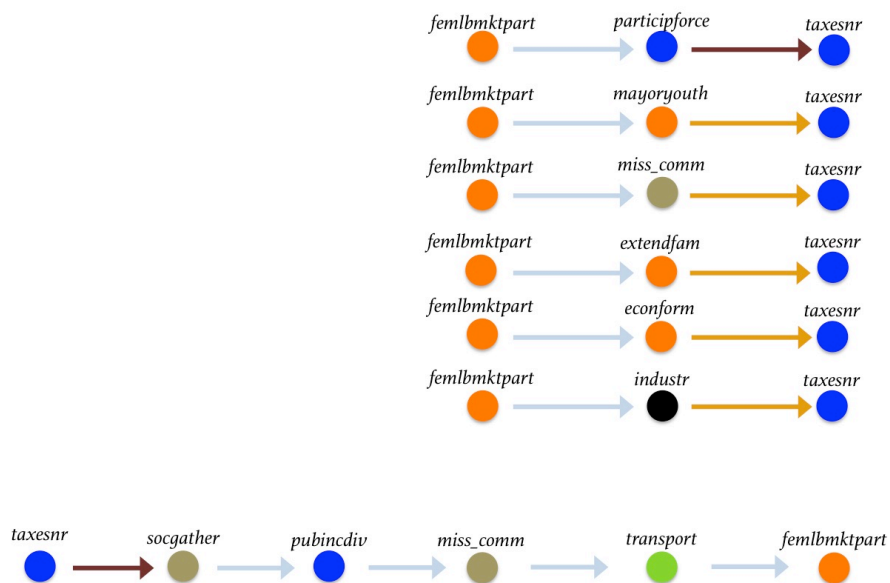 femlbmktpart participforce taxesnr
femlbmktpart mayoryouth taxesnr
femlbmktpart miss_comm taxesnr
femlbmktpart extendfam taxesnr
femlbmktpart econform taxesnr
femlbmktpart industr taxesnr
taxesnr socgather pubincdiv miss_comm transport femlbmktpart